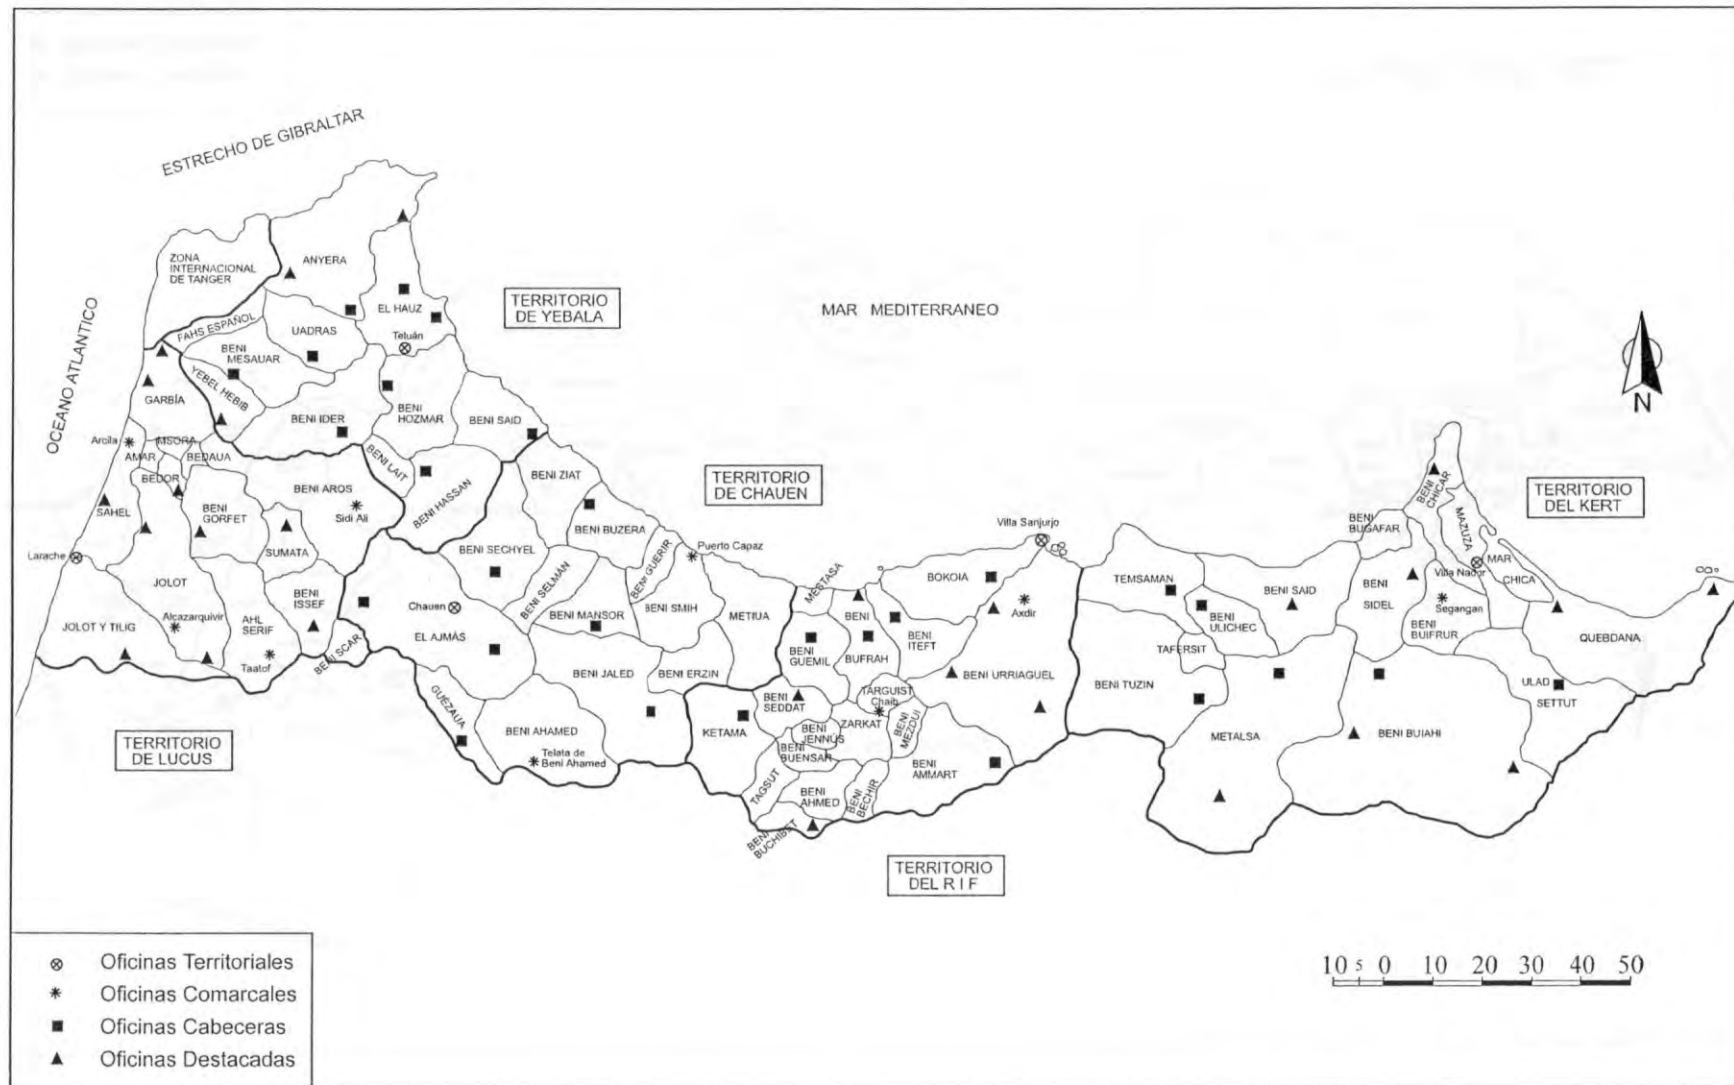 ESTRECHO DE GIBRALTAR
OCEANO ATLANTICO
MAR MEDITERRANEO
TERRITORIO
DE YEBALA
TERRITORIO
DE CHAUEN
TERRITORIO
DEL KERT
TERRITORIO
DE LUCUS
TERRITORIO
DEL R I F
N
ZONA
INTERNACIONAL
DE TANGER
ANYERA
EL HAUZ
Teluán
FAHS ESPAÑOL
UADRAS
BENI
MESAUAR
YEBEL HEBIB
GARBÍA
BENI IDER
BENI
HOZMAR
BENI SAID
Arcila
AMAR
MSORA
BEDAUA
BEDOR
BENI LAIT
BENI HASSAN
BENI ZIAT
BENI AROS
Sidi Ali
SAHEL
BENI
GORFET
SUMATA
BENI BUZERA
Larache
JOLOT
BENI
ISSEF
BENI SECHYEL
BENI SELMÁN
BENI GUERIR
Puerto Capaz
Chauen
BENI MANSOR
BENI SMIH
METIUA
JOLOT Y TILIG
Alcazarquivir
AHL
SERIF
Taatof
BENI SCAR
EL AJMÁS
BENI JALED
BENI ERZIN
GUEZAUA
BENI AHAMED
Telata de
Beni Ahamed
Villa Sanjurjo
METASA
BOKOIA
Axdir
BENI
GUEMIL
BENI
BUFRAH
BENI
ITEFT
BENI URRIAGUEL
BENI
SEDDAT
TARGUIST
Chaib
KETAMA
ZARKAT
BENI
JENNÚS
BENI
MEZDUI
BENI
BUENSAR
TAGSUT
BENI
AHMED
BENI
BECHIR
BENI
AMMART
BENI
BUCHIBET
TEMSAMAN
BENI
ULICHEC
TAFERSIT
BENI TUZIN
BENI SAID
METALSA
BENI
BUGAFAR
BENI
CHICAR
MAZUZA
MAR
CHICA
Villa Nador
BENI
SIDEL
Segangan
BENI
BUIFRUR
QUEBDANA
ULAD
SETTUT
BENI BUIAHI
Oficinas Territoriales
Oficinas Comarcales
Oficinas Cabeceras
Oficinas Destacadas
10 5 0 10 20 30 40 50